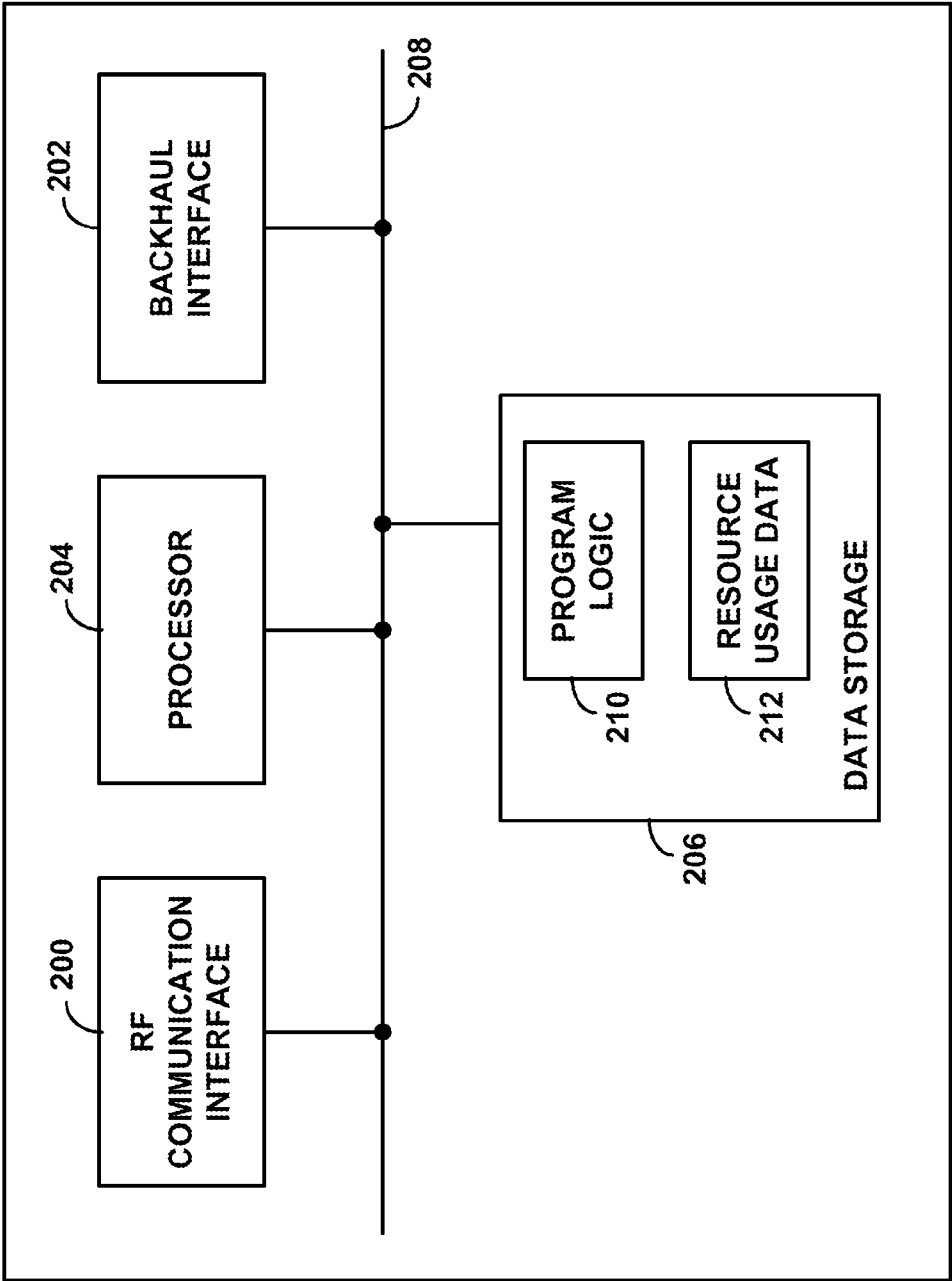 200
RF
COMMUNICATION
INTERFACE
204
PROCESSOR
202
BACKHAUL
INTERFACE
208
210
PROGRAM
LOGIC
212
RESOURCE
USAGE DATA
DATA STORAGE
206